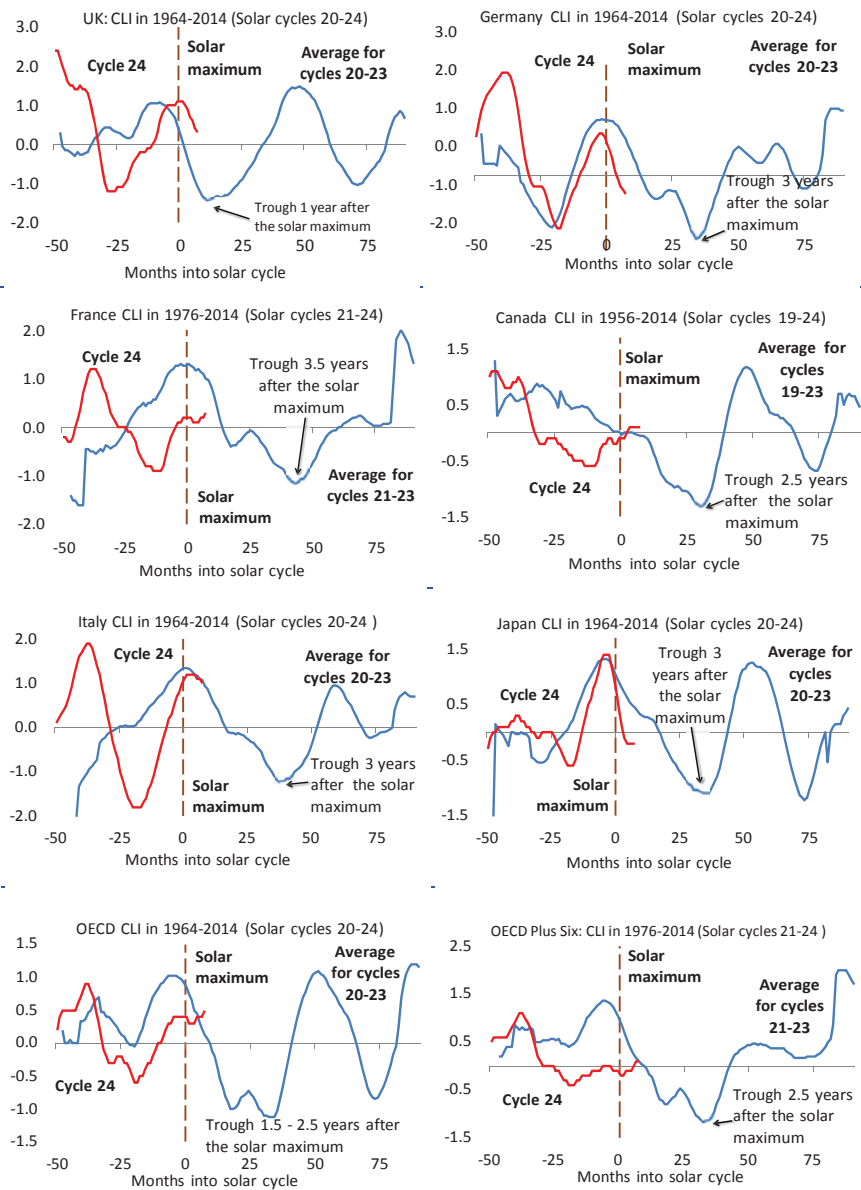 UK: CLI in 1964-2014 (Solar cycles 20-24)
3.0
2.0
1.0
0.0
-1.0
-2.0
Cycle 24
Solar
maximum
Average for
cycles 20-23
Trough 1 year after
the solar maximum
-50
-25
0
25
50
75
Months into solar cycle
Germany CLI in 1964-2014 (Solar cycles 20-24)
3.0
2.0
1.0
0.0
-1.0
-2.0
Cycle 24
Solar
maximum
Average for
cycles 20-23
Trough 3
years after
the solar
maximum
-50
-25
0
25
50
75
Months into solar cycle
France CLI in 1976-2014 (Solar cycles 21-24)
2.0
1.0
0.0
-1.0
-2.0
Cycle 24
Trough 3.5 years
after the solar
maximum
Average for
cycles 21-23
Solar
maximum
-50
-25
0
25
50
75
Months into solar cycle
Canada CLI in 1956-2014 (Solar cycles 19-24)
1.5
0.5
-0.5
-1.5
Solar
maximum
Average for
cycles
19-23
Cycle 24
Trough 2.5 years
after the solar
maximum
-50
-25
0
25
50
75
Months into solar cycle
Italy CLI in 1964-2014 (Solar cycles 20-24 )
2.0
1.0
0.0
-1.0
-2.0
Cycle 24
Average for
cycles 20-23
Solar
maximum
Trough 3 years
after the solar
maximum
-50
-25
0
25
50
75
Months into solar cycle
Japan CLI in 1964-2014 (Solar cycles 20-24)
1.5
0.5
-0.5
-1.5
Cycle 24
Trough 3
years after
the solar
maximum
Average for
cycles
20-23
Solar
maximum
-50
-25
0
25
50
75
Months into solar cycle
OECD CLI in 1964-2014 (Solar cycles 20-24)
1.5
1.0
0.5
0.0
-0.5
-1.0
-1.5
Solar
maximum
Average
for cycles
20-23
Cycle 24
Trough 1.5 - 2.5 years after
the solar maximum
-50
-25
0
25
50
75
Months into solar cycle
OECD Plus Six: CLI in 1976-2014 (Solar cycles 21-24 )
2.5
1.5
0.5
-0.5
-1.5
Solar
maximum
Average
for cycles
21-23
Cycle 24
Trough 2.5 years
after the solar
maximum
-50
-25
0
25
50
75
Months into solar cycle